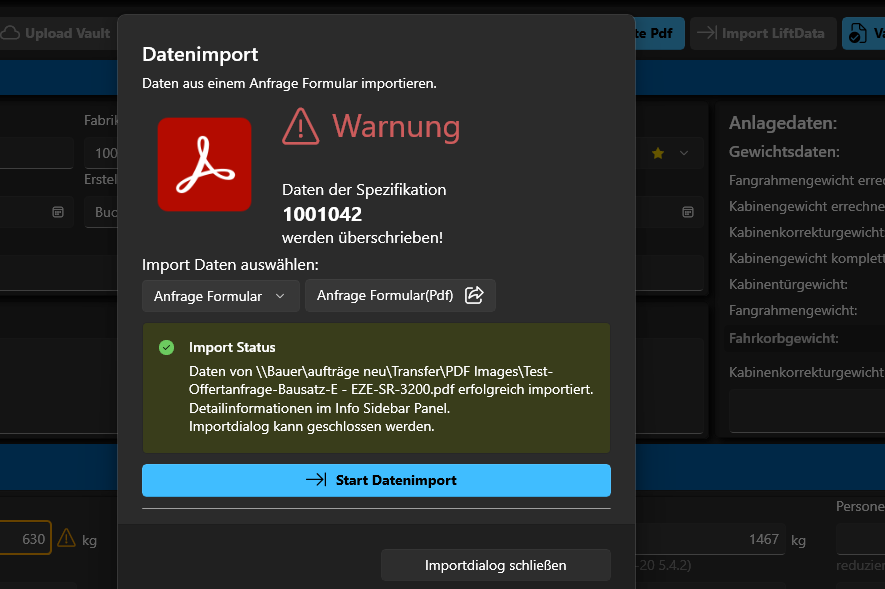 Upload Vault
te Pdf
Import LiftData
Datenimport
Daten aus einem Anfrage Formular importieren.
Warnung
Daten der Spezifikation
1001042
werden überschrieben!
Import Daten auswählen:
Anfrage Formular
Anfrage Formular(Pdf)
Import Status
Daten von \\Bauer\aufträge neu\Transfer\PDF Images\Test-
Offertanfrage-Bausatz-E - EZE-SR-3200.pdf erfolgreich importiert.
Detailinformationen im Info Sidebar Panel.
Importdialog kann geschlossen werden.
Start Datenimport
Importdialog schließen
Fabrik
100
Erstel
Buc
Anlagedaten:
Gewichtsdaten:
Fangrahmengewicht errec
Kabinengewicht errechne
Kabinenkorrekturgewicht
Kabinengewicht komplett
Kabinentürgewicht:
Fangrahmengewicht:
Fahrkorbgewicht:
Kabinenkorrekturgewicht
630
kg
1467
kg
-20 5.4.2)
Persone
reduzier